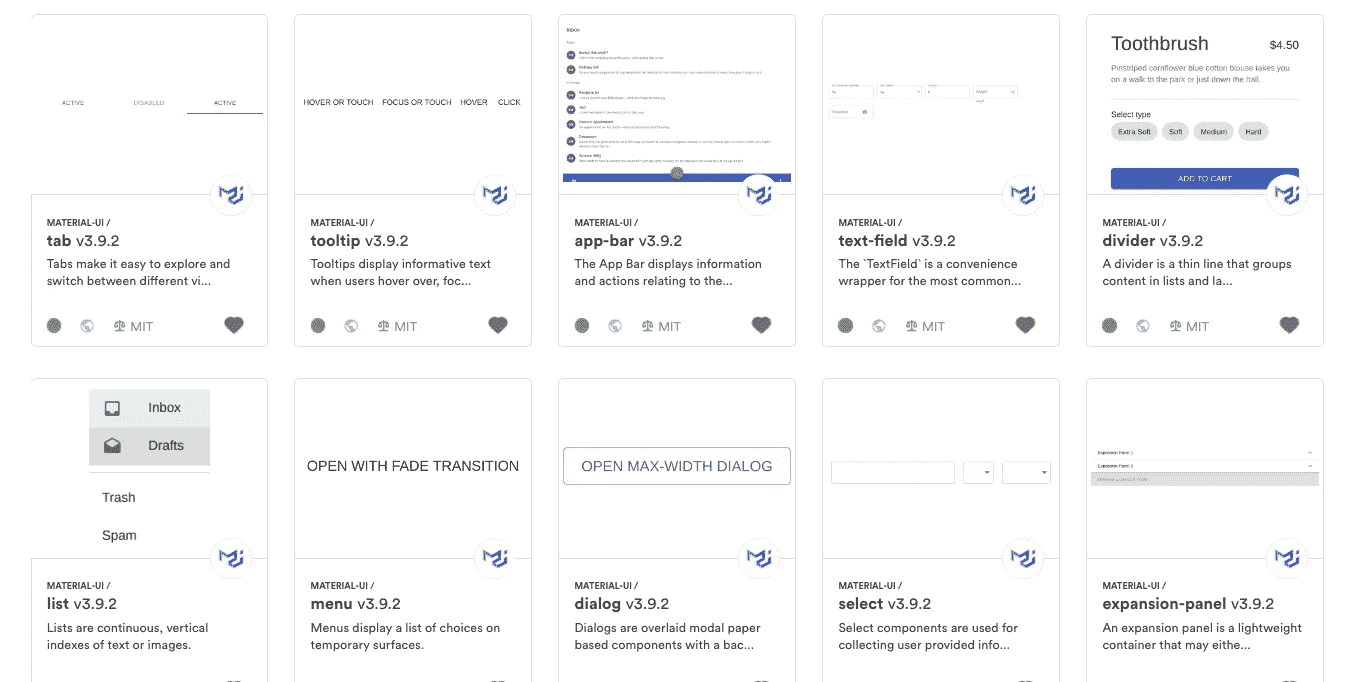 ACTIVE DISABLED ACTIVE
MATERIAL-UI /
tab v3.9.2
Tabs make it easy to explore and
switch between different vi...
MIT
HOVER OR TOUCH FOCUS OR TOUCH HOVER CLICK
MATERIAL-UI /
tooltip v3.9.2
Tooltips display informative text
when users hover over, foc...
MIT
Inbox
MATERIAL-UI /
app-bar v3.9.2
The App Bar displays information
and actions relating to the...
MIT
MATERIAL-UI /
text-field v3.9.2
The `TextField` is a convenience
wrapper for the most common...
MIT
Toothbrush $4.50
Pinstriped cornflower blue cotton blouse takes you
on a walk to the park or just down the hall.
Select type
Extra Soft Soft Medium Hard
ADD TO CART
MATERIAL-UI /
divider v3.9.2
A divider is a thin line that groups
content in lists and la...
MIT
Inbox
Drafts
Trash
Spam
MATERIAL-UI /
list v3.9.2
Lists are continuous, vertical
indexes of text or images.
OPEN WITH FADE TRANSITION
MATERIAL-UI /
menu v3.9.2
Menus display a list of choices on
temporary surfaces.
OPEN MAX-WIDTH DIALOG
MATERIAL-UI /
dialog v3.9.2
Dialogs are overlaid modal paper
based components with a bac...
MATERIAL-UI /
select v3.9.2
Select components are used for
collecting user provided info...
Expansion Panel 1
Expansion Panel 2
MATERIAL-UI /
expansion-panel v3.9.2
An expansion panel is a lightweight
container that may eithe...